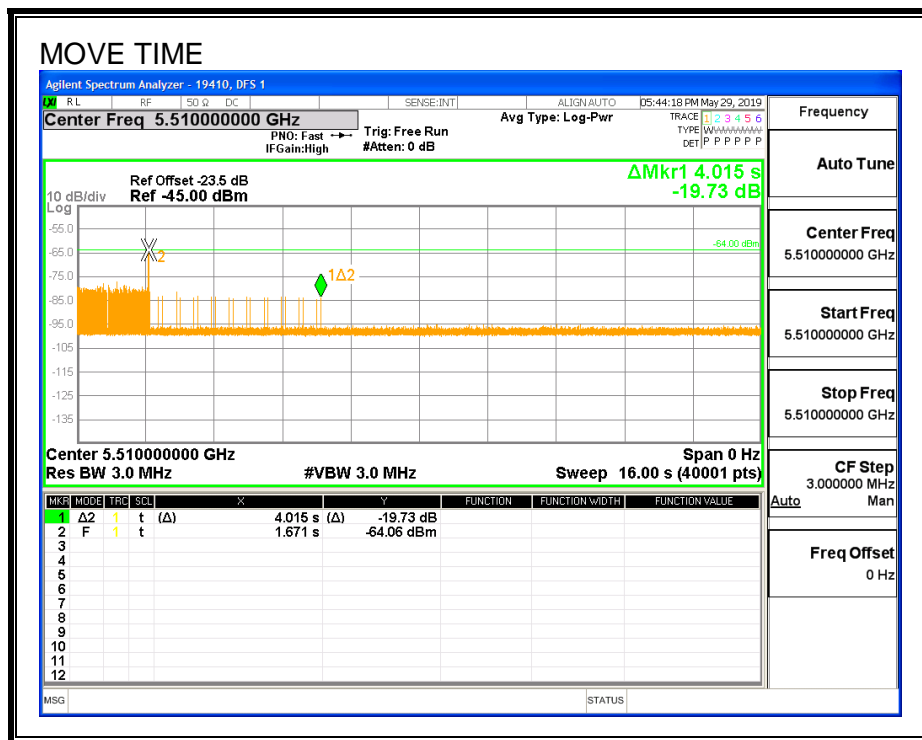 MOVE TIME
Agilent Spectrum Analyzer - 19410, DFS 1
LXI RL RF 50 Ω DC SENSE:INT ALIGN AUTO 05:44:18 PM May 29, 2019
Center Freq 5.510000000 GHz
Avg Type: Log-Pwr
TRACE 1 2 3 4 5 6
PNO: Fast Trig: Free Run
TYPE W
IFGain:High #Atten: 0 dB
DET P P P P P P
ΔMkr1 4.015 s
-19.73 dB
Ref Offset -23.5 dB
10 dB/div Ref -45.00 dBm
Log
-55.0
-64.00 dBm
-65.0
2
-75.0
1Δ2
-85.0
-95.0
-105
-115
-125
-135
Center 5.510000000 GHz Span 0 Hz
Res BW 3.0 MHz #VBW 3.0 MHz Sweep 16.00 s (40001 pts)
MKR MODE TRC SCL X Y FUNCTION FUNCTION WIDTH FUNCTION VALUE
1 Δ2 1 t (Δ) 4.015 s (Δ) -19.73 dB
2 F 1 t 1.671 s -64.06 dBm
3
4
5
6
7
8
9
10
11
12
MSG STATUS
Frequency
Auto Tune
Center Freq
5.510000000 GHz
Start Freq
5.510000000 GHz
Stop Freq
5.510000000 GHz
CF Step
3.000000 MHz
Auto Man
Freq Offset
0 Hz